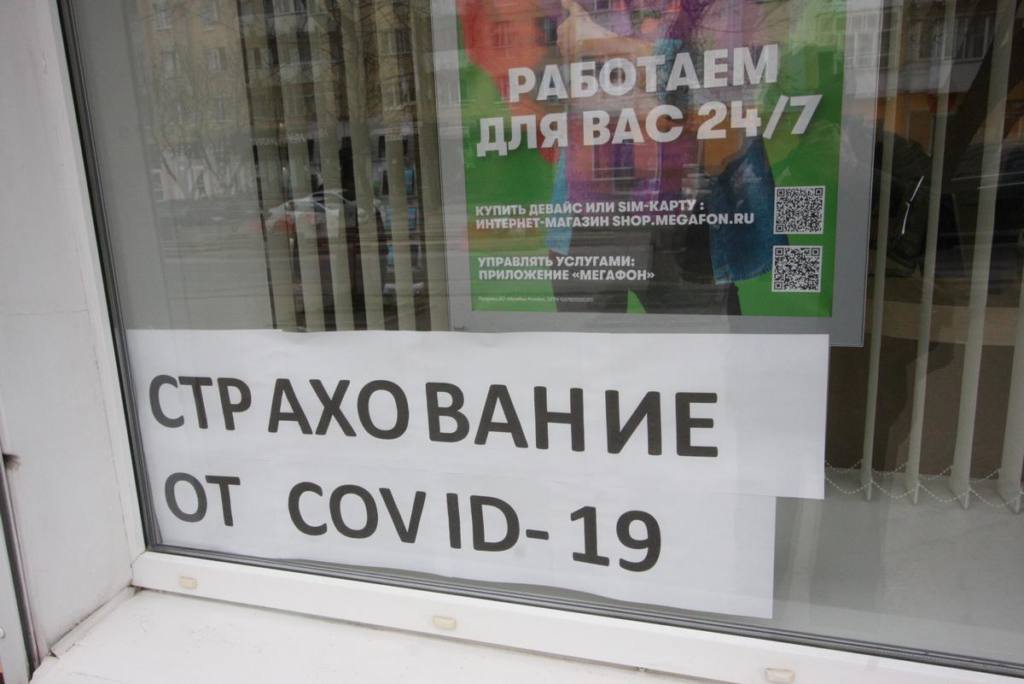 РАБОТАЕМ
ДЛЯ ВАС 24/7
КУПИТЬ ДЕВАЙС ИЛИ SIM-КАРТУ :
ИНТЕРНЕТ-МАГАЗИН SHOP.MEGAFON.RU
УПРАВЛЯТЬ УСЛУГАМИ:
ПРИЛОЖЕНИЕ «МЕГАФОН»
СТРАХОВАНИЕ
ОТ COVID-19